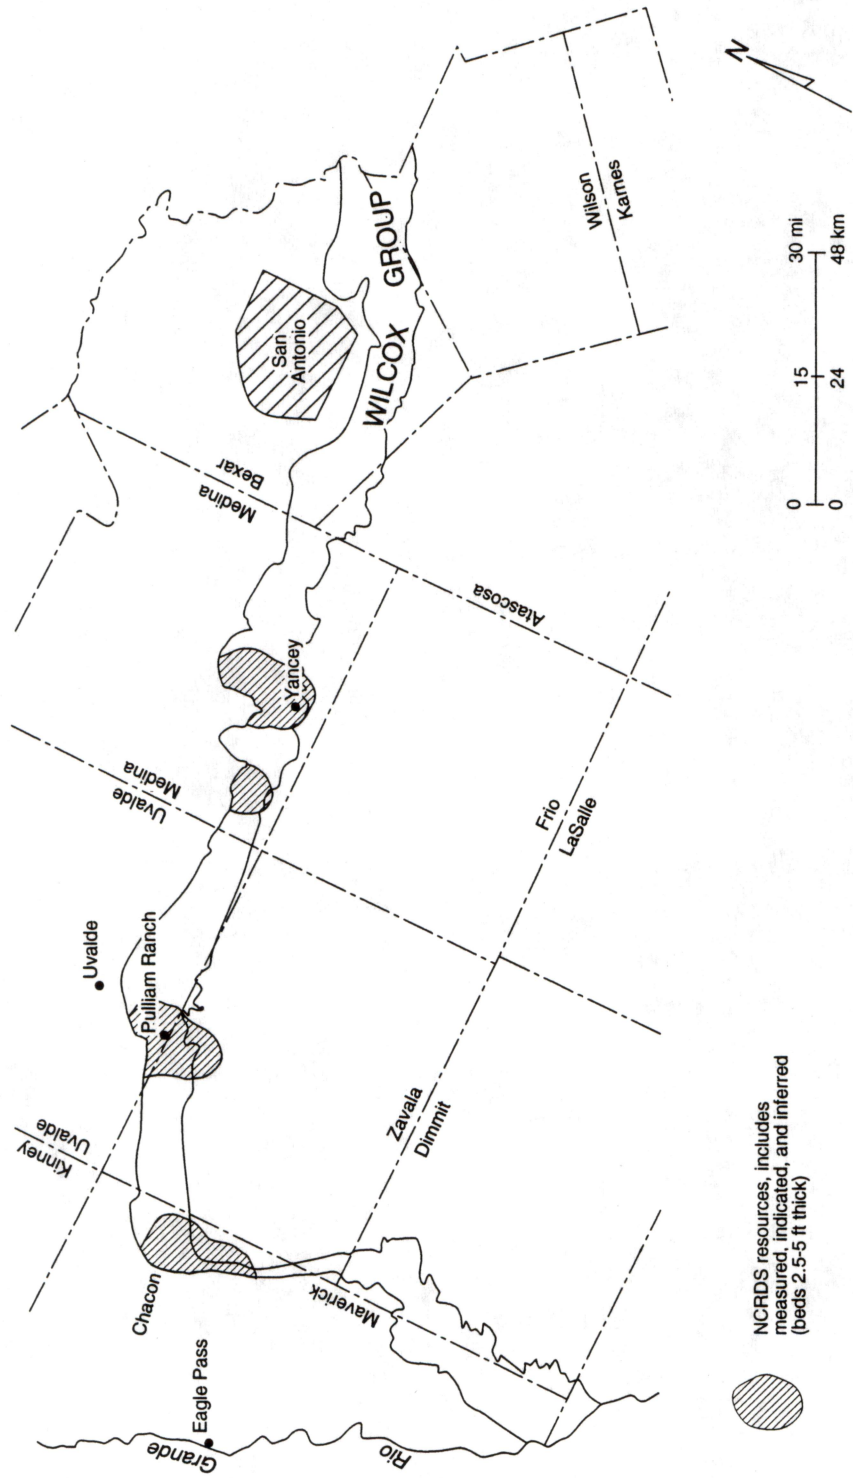 Kinney
Uvalde
Uvalde
Uvalde
Medina
Medina
Bexar
San
Antonio
WILCOX GROUP
Pulliam Ranch
Yancey
Chacon
Eagle Pass
Rio Grande
Maverick
Zavala
Dimmit
Frio
LaSalle
Atascosa
Wilson
Karnes
N
0 15 30 mi
0 24 48 km
NCRDS resources, includes
measured, indicated, and inferred
(beds 2.5-5 ft thick)